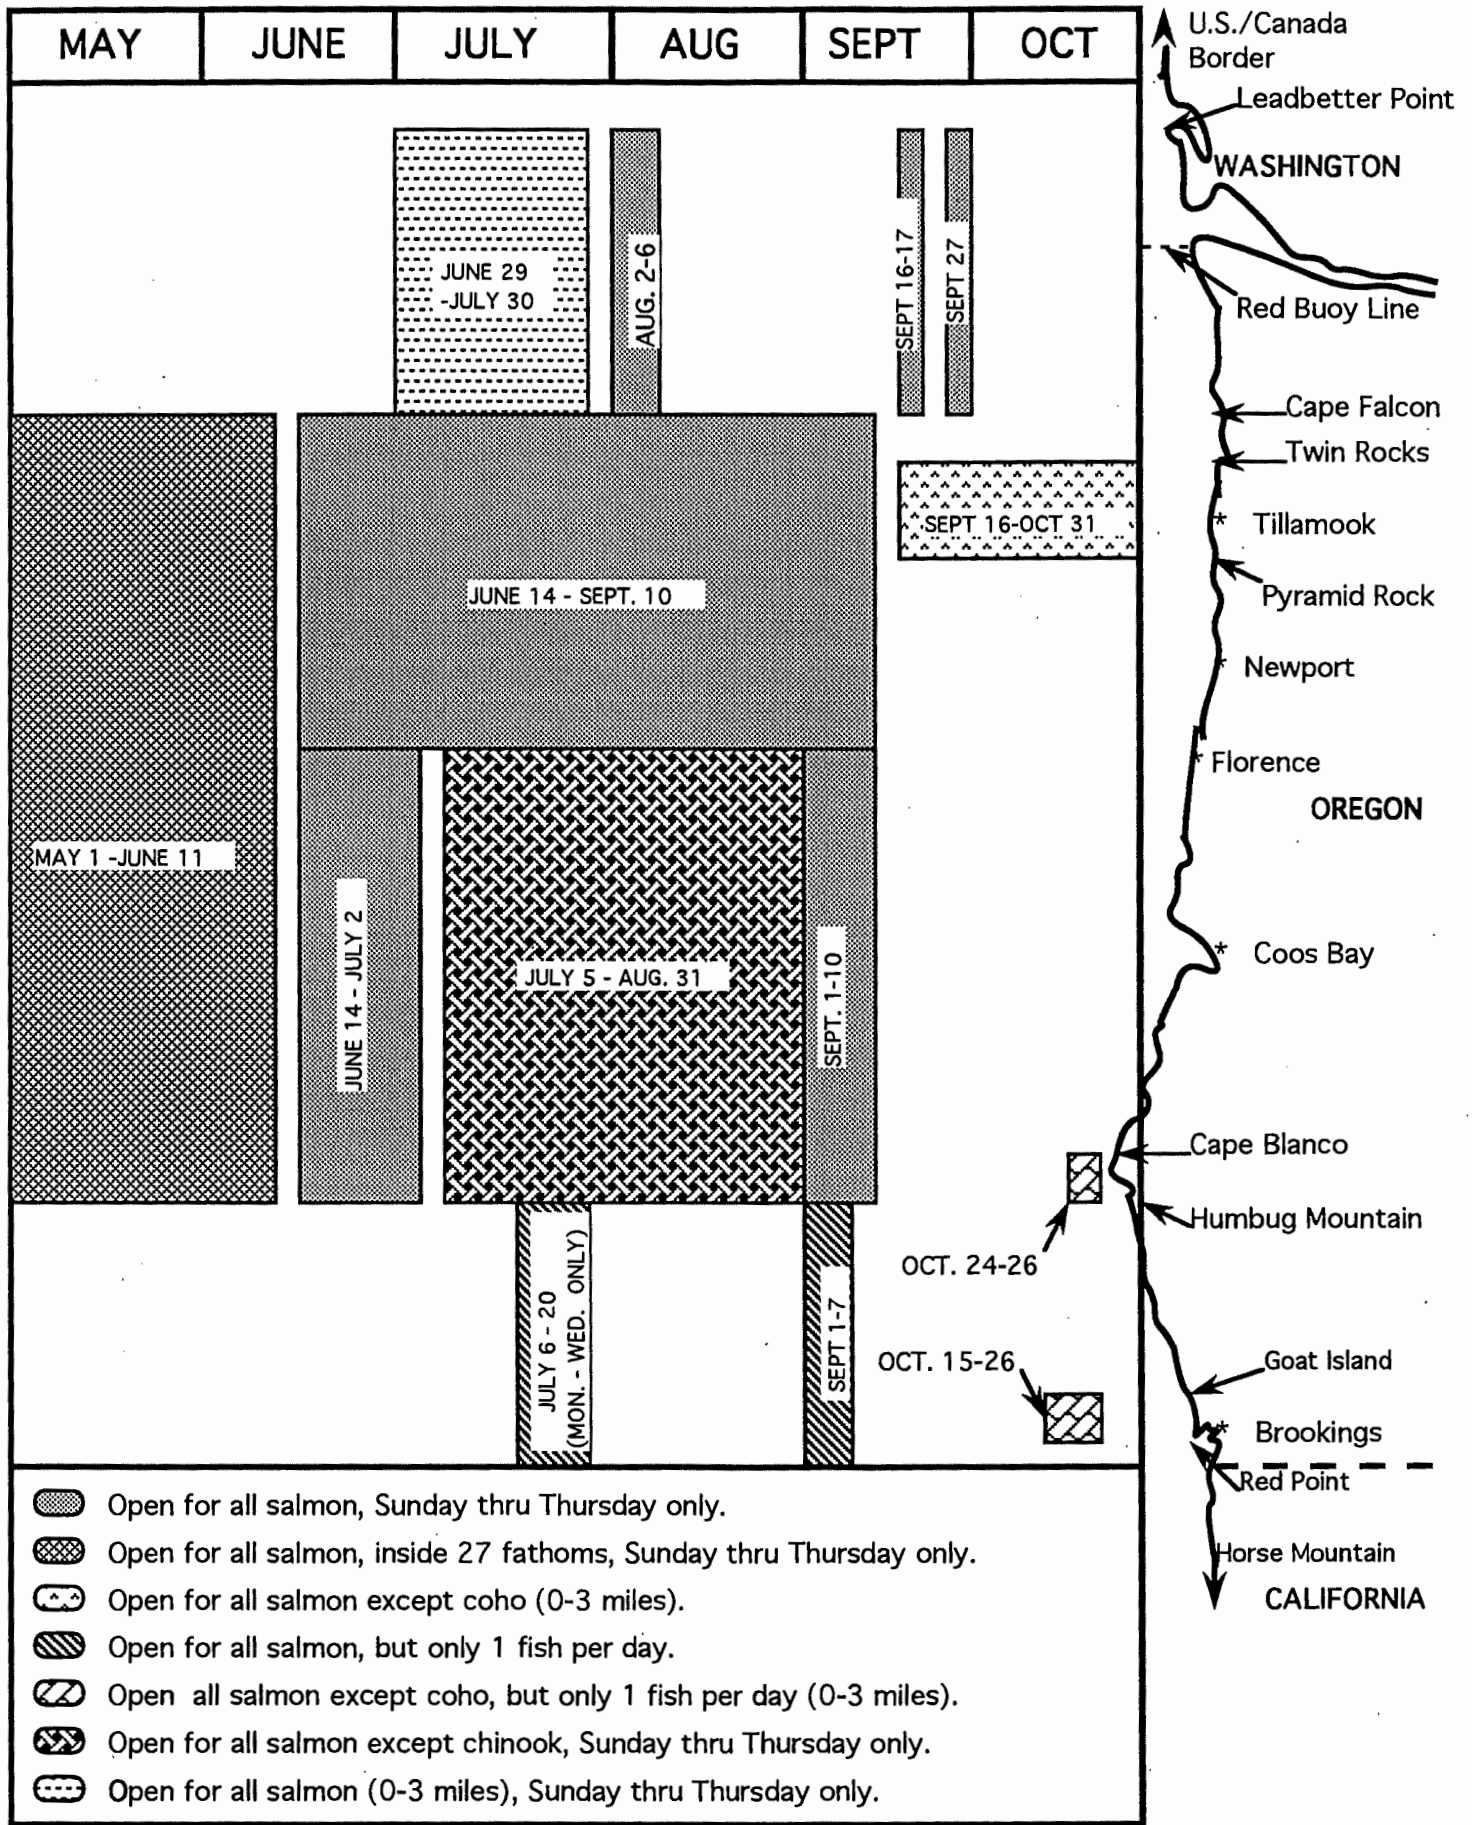 MAY
JUNE
JULY
AUG
SEPT
OCT
U.S./Canada
Border
Leadbetter Point
WASHINGTON
JUNE 29
-JULY 30
AUG. 2-6
SEPT 16-17
SEPT 27
Red Buoy Line
Cape Falcon
Twin Rocks
SEPT 16-OCT 31
* Tillamook
JUNE 14 - SEPT. 10
Pyramid Rock
* Newport
* Florence
OREGON
MAY 1 -JUNE 11
JUNE 14 - JULY 2
JULY 5 - AUG. 31
SEPT. 1-10
* Coos Bay
Cape Blanco
Humbug Mountain
OCT. 24-26
JULY 6 - 20
(MON. - WED. ONLY)
SEPT 1-7
OCT. 15-26
Goat Island
* Brookings
Red Point
Horse Mountain
CALIFORNIA
Open for all salmon, Sunday thru Thursday only.
Open for all salmon, inside 27 fathoms, Sunday thru Thursday only.
Open for all salmon except coho (0-3 miles).
Open for all salmon, but only 1 fish per day.
Open all salmon except coho, but only 1 fish per day (0-3 miles).
Open for all salmon except chinook, Sunday thru Thursday only.
Open for all salmon (0-3 miles), Sunday thru Thursday only.